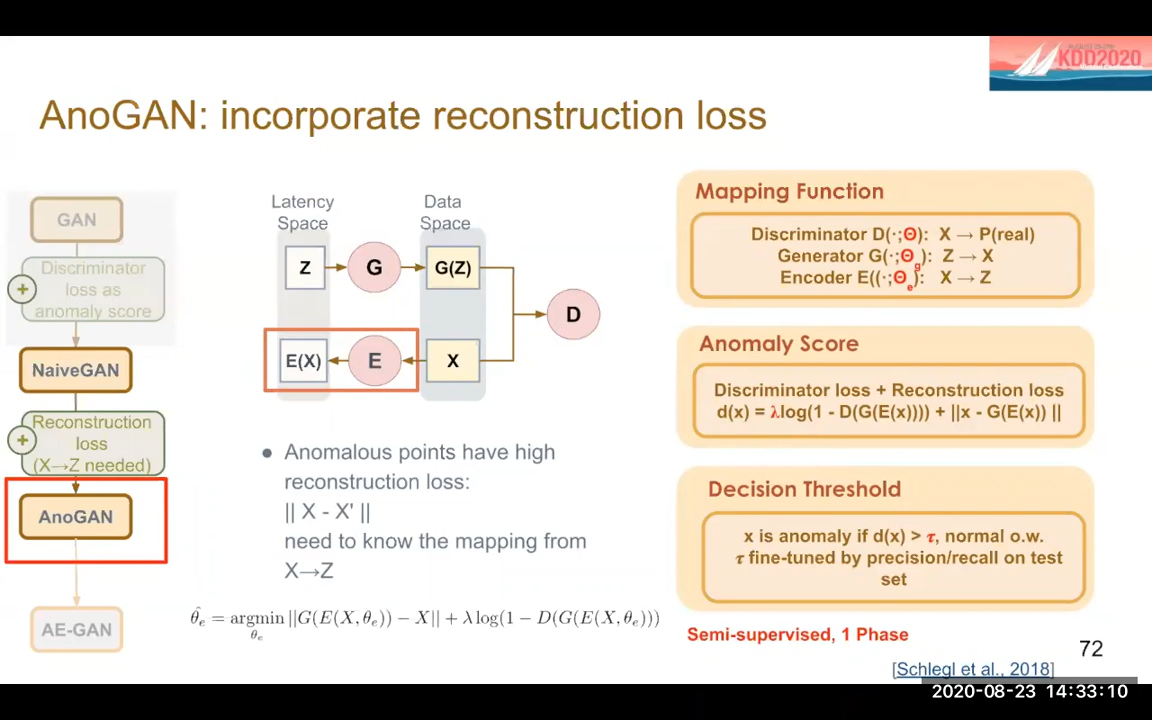 KDD2020
AnoGAN: incorporate reconstruction loss
GAN
Discriminator
loss as
anomaly score
+
NaiveGAN
Reconstruction
loss
(X→Z needed)
+
AnoGAN
AE-GAN
Latency
Space
Data
Space
Z
G
G(Z)
D
E(X)
E
X
● Anomalous points have high
reconstruction loss:
|| X - X' ||
need to know the mapping from
X→Z
θ̂ₑ = argmin ||G(E(X, θₑ)) − X|| + λ log(1 − D(G(E(X, θₑ)))
θₑ
Mapping Function
Discriminator D(·;Θ): X → P(real)
Generator G(·;Θg): Z → X
Encoder E((·;Θe): X → Z
Anomaly Score
Discriminator loss + Reconstruction loss
d(x) = λlog(1 - D(G(E(x)))) + ||x - G(E(x)) ||
Decision Threshold
x is anomaly if d(x) > τ, normal o.w.
τ fine-tuned by precision/recall on test
set
Semi-supervised, 1 Phase
72
[Schlegl et al., 2018]
2020-08-23 14:33:10